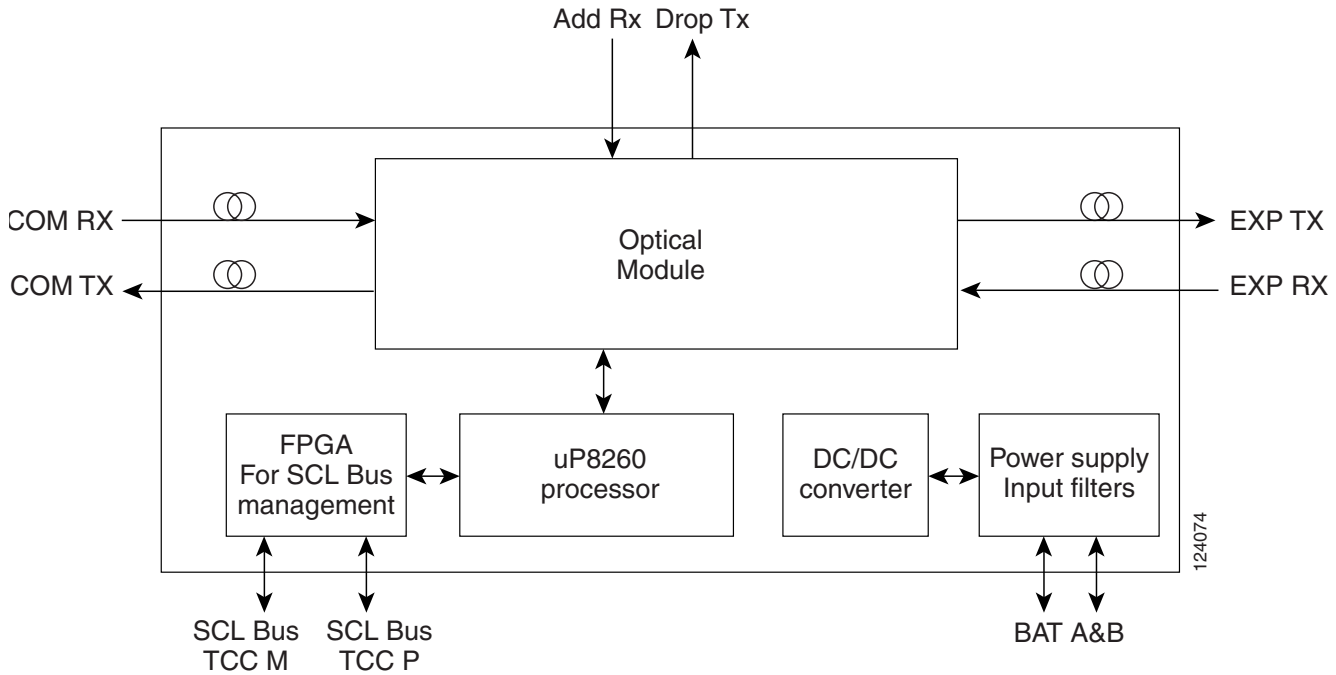 Add Rx Drop Tx
COM RX
COM TX
Optical
Module
EXP TX
EXP RX
FPGA
For SCL Bus
management
uP8260
processor
DC/DC
converter
Power supply
Input filters
124074
SCL Bus
TCC M
SCL Bus
TCC P
BAT A&B